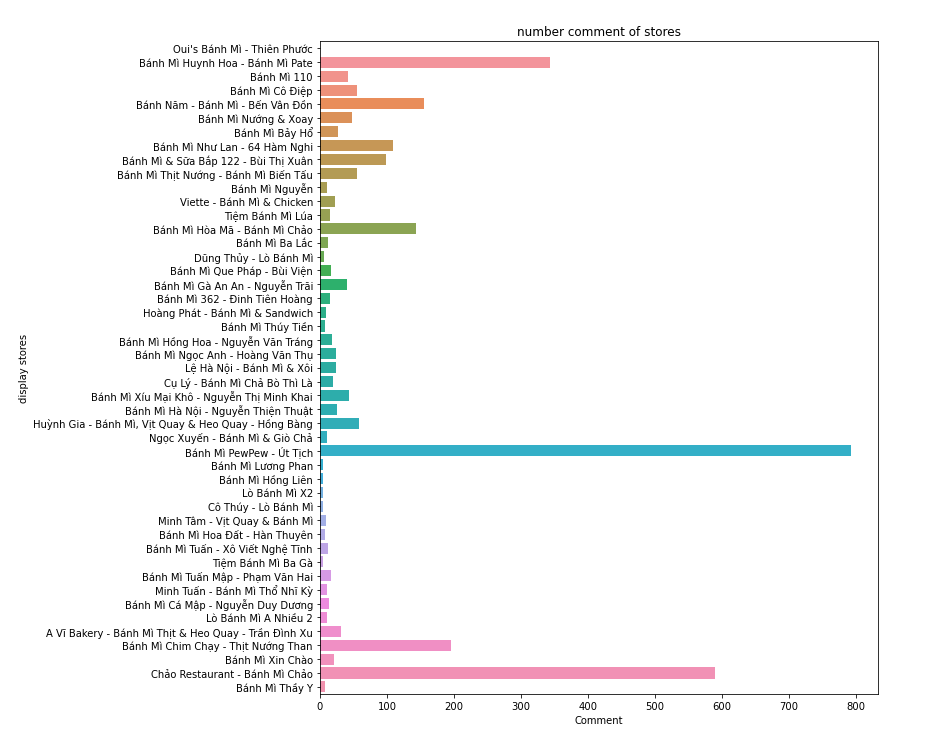 number comment of stores
Oui's Bánh Mì - Thiên Phước
Bánh Mì Huynh Hoa - Bánh Mì Pate
Bánh Mì 110
Bánh Mì Cô Điệp
Bánh Năm - Bánh Mì - Bến Vân Đồn
Bánh Mì Nướng & Xoay
Bánh Mì Bảy Hổ
Bánh Mì Như Lan - 64 Hàm Nghi
Bánh Mì & Sữa Bắp 122 - Bùi Thị Xuân
Bánh Mì Thịt Nướng - Bánh Mì Biến Tấu
Bánh Mì Nguyễn
Viette - Bánh Mì & Chicken
Tiệm Bánh Mì Lúa
Bánh Mì Hòa Mã - Bánh Mì Chảo
Bánh Mì Ba Lắc
Dũng Thủy - Lò Bánh Mì
Bánh Mì Que Pháp - Bùi Viện
Bánh Mì Gà An An - Nguyễn Trãi
Bánh Mì 362 - Đinh Tiên Hoàng
Hoàng Phát - Bánh Mì & Sandwich
Bánh Mì Thúy Tiền
Bánh Mì Hồng Hoa - Nguyễn Văn Tráng
Bánh Mì Ngọc Anh - Hoàng Văn Thụ
Lệ Hà Nội - Bánh Mì & Xôi
Cụ Lý - Bánh Mì Chả Bò Thì Là
Bánh Mì Xíu Mại Khô - Nguyễn Thị Minh Khai
Bánh Mì Hà Nội - Nguyễn Thiện Thuật
Huỳnh Gia - Bánh Mì, Vịt Quay & Heo Quay - Hồng Bàng
Ngọc Xuyến - Bánh Mì & Giò Chả
Bánh Mì PewPew - Út Tịch
Bánh Mì Lương Phan
Bánh Mì Hồng Liên
Lò Bánh Mì X2
Cô Thúy - Lò Bánh Mì
Minh Tâm - Vịt Quay & Bánh Mì
Bánh Mì Hoa Đất - Hàn Thuyên
Bánh Mì Tuấn - Xô Viết Nghệ Tĩnh
Tiệm Bánh Mì Ba Gà
Bánh Mì Tuấn Mập - Phạm Văn Hai
Minh Tuấn - Bánh Mì Thổ Nhĩ Kỳ
Bánh Mì Cá Mập - Nguyễn Duy Dương
Lò Bánh Mì A Nhiều 2
A Vĩ Bakery - Bánh Mì Thịt & Heo Quay - Trần Đình Xu
Bánh Mì Chim Chạy - Thịt Nướng Than
Bánh Mì Xin Chào
Chảo Restaurant - Bánh Mì Chảo
Bánh Mì Thầy Y
display stores
0 100 200 300 400 500 600 700 800
Comment